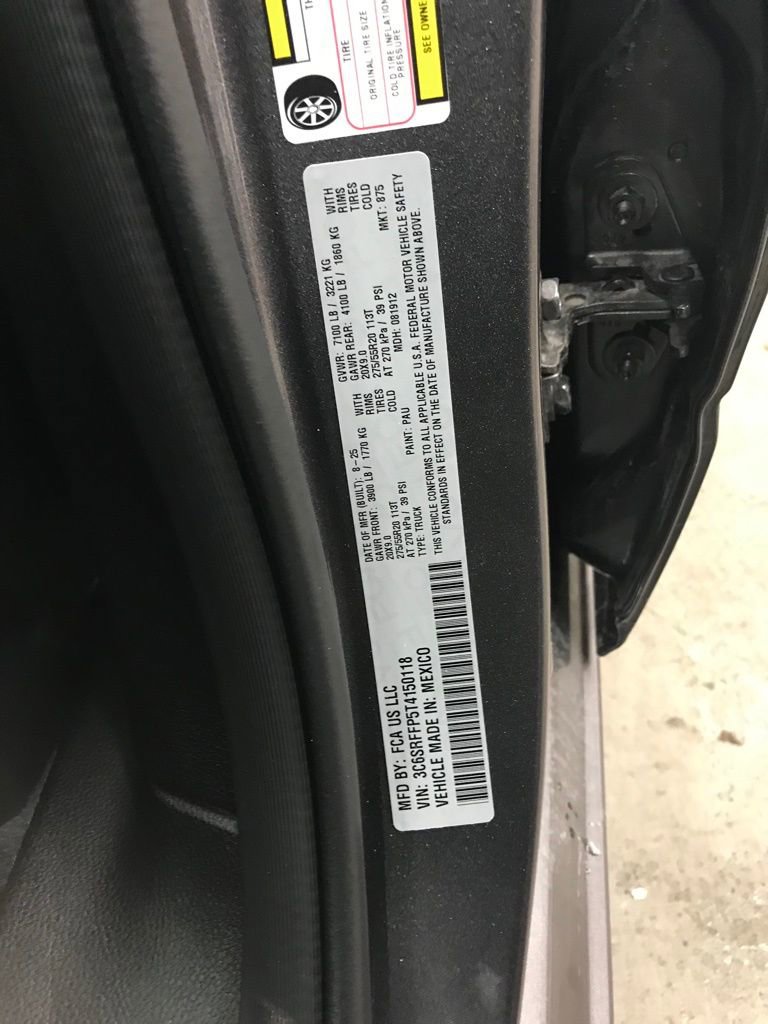 TIRE
ORIGINAL TIRE SIZE
COLD TIRE INFLATION
PRESSURE
SEE OWNE
MFD BY: FCA US LLC
VIN: 3C6SRFFP5T4150118
VEHICLE MADE IN: MEXICO
DATE OF MFR (BUILT): 8-25
GVWR: 7100 LB / 3221 KG
GAWR FRONT: 3900 LB / 1770 KG WITH
GAWR REAR: 4100 LB / 1860 KG WITH
20X9.0 RIMS
20X9.0 RIMS
275/55R20 113T TIRES
275/55R20 113T TIRES
AT 270 kPa / 39 PSI COLD
AT 270 kPa / 39 PSI COLD
TYPE: TRUCK PAINT: PAU MDH: 081912 MKT: 875
THIS VEHICLE CONFORMS TO ALL APPLICABLE U.S.A. FEDERAL MOTOR VEHICLE SAFETY
STANDARDS IN EFFECT ON THE DATE OF MANUFACTURE SHOWN ABOVE.